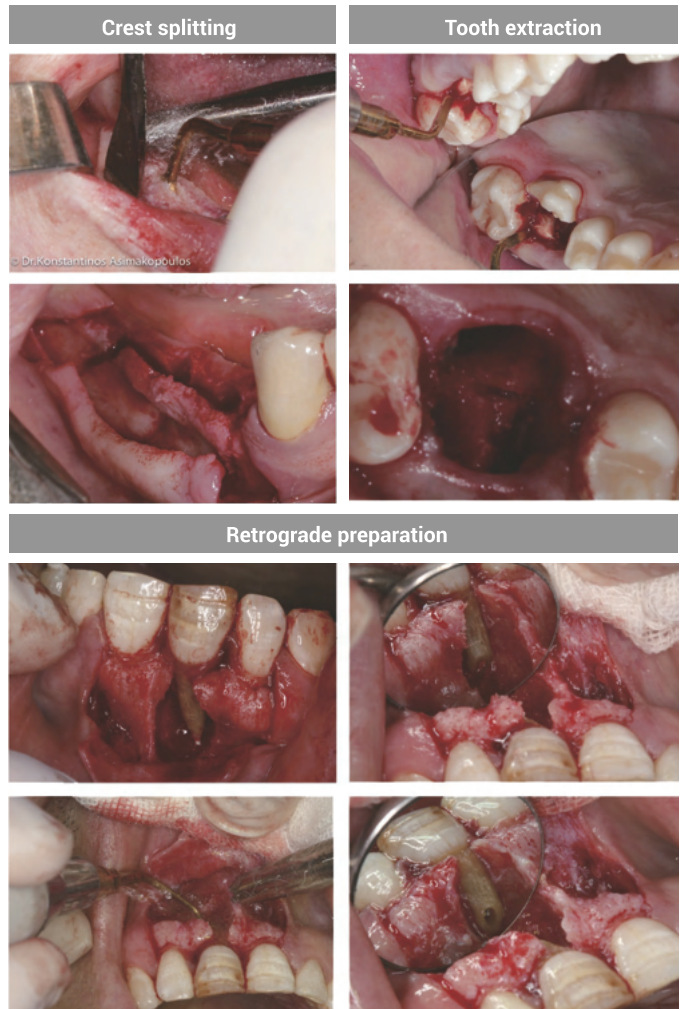 Crest splitting
Tooth extraction
© Dr.Konstantinos Asimakopoulos
Retrograde preparation